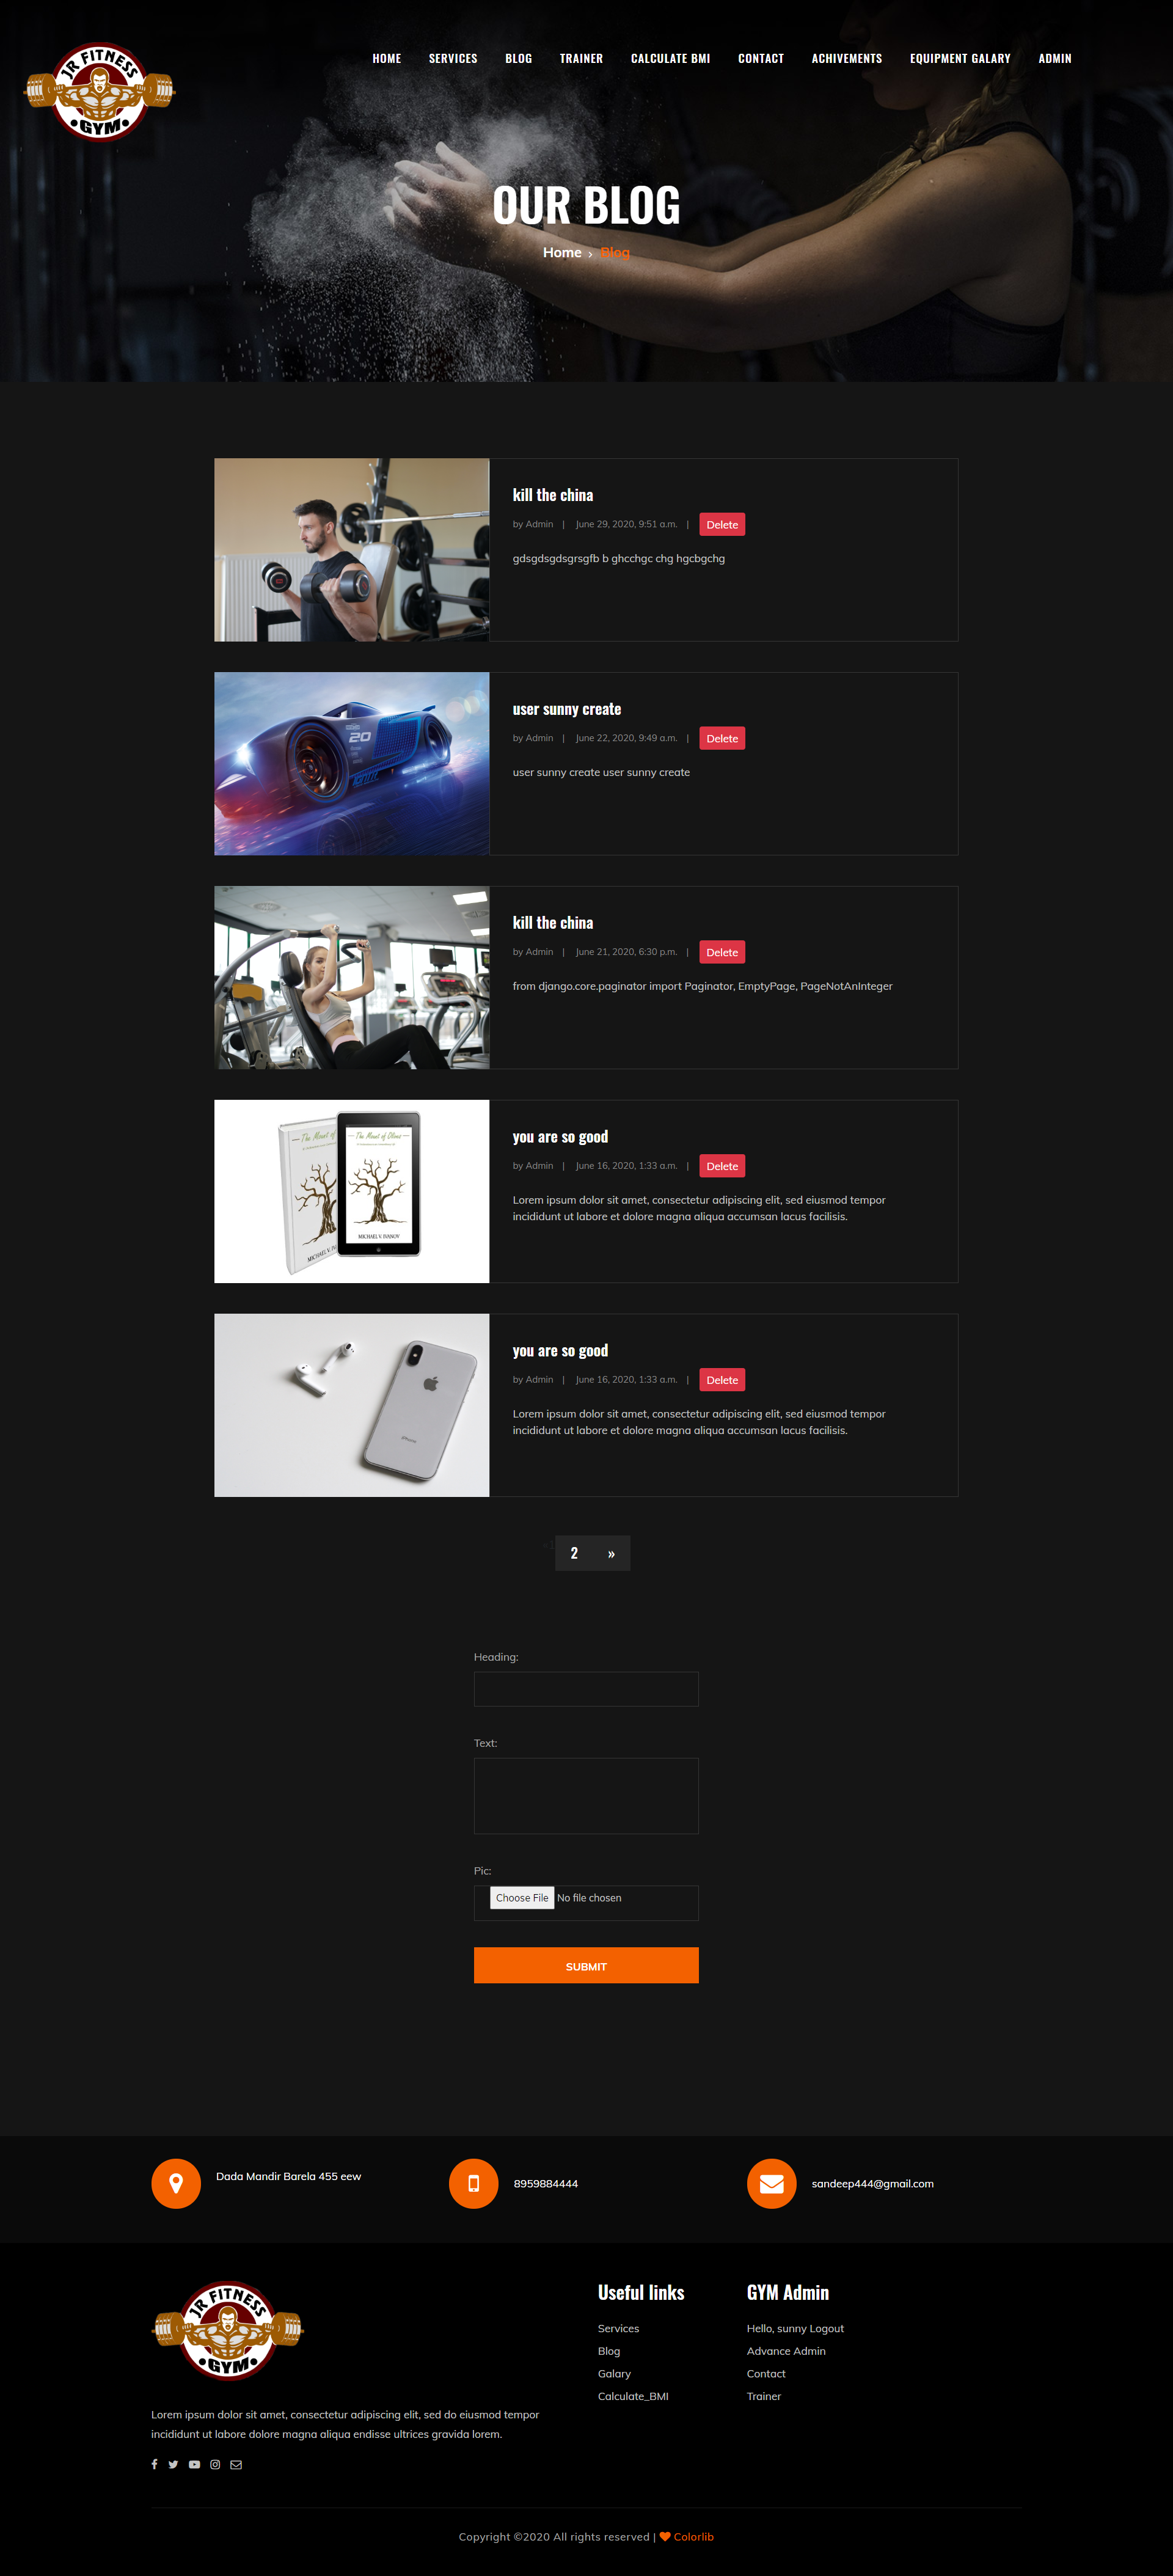 JR FITNESS
GYM
HOME SERVICES BLOG TRAINER CALCULATE BMI CONTACT ACHIVEMENTS EQUIPMENT GALARY ADMIN
OUR BLOG
Home › Blog
kill the china
by Admin | June 29, 2020, 9:51 a.m. | Delete
gdsgdsgdsgrsgfb b ghcchgc chg hgcbgchg
20
user sunny create
by Admin | June 22, 2020, 9:49 a.m. | Delete
user sunny create user sunny create
kill the china
by Admin | June 21, 2020, 6:30 p.m. | Delete
from django.core.paginator import Paginator, EmptyPage, PageNotAnInteger
The Mount of Olives
MICHAEL V. IVANOV
you are so good
by Admin | June 16, 2020, 1:33 a.m. | Delete
Lorem ipsum dolor sit amet, consectetur adipiscing elit, sed eiusmod tempor
incididunt ut labore et dolore magna aliqua accumsan lacus facilisis.
iPhone
you are so good
by Admin | June 16, 2020, 1:33 a.m. | Delete
Lorem ipsum dolor sit amet, consectetur adipiscing elit, sed eiusmod tempor
incididunt ut labore et dolore magna aliqua accumsan lacus facilisis.
1 2 »
Heading:
Text:
Pic:
Choose File No file chosen
SUBMIT
Dada Mandir Barela 455 eew
8959884444
sandeep444@gmail.com
JR FITNESS
GYM
Lorem ipsum dolor sit amet, consectetur adipiscing elit, sed do eiusmod tempor
incididunt ut labore dolore magna aliqua endisse ultrices gravida lorem.
Useful links
Services
Blog
Galary
Calculate_BMI
GYM Admin
Hello, sunny Logout
Advance Admin
Contact
Trainer
Copyright ©2020 All rights reserved | Colorlib